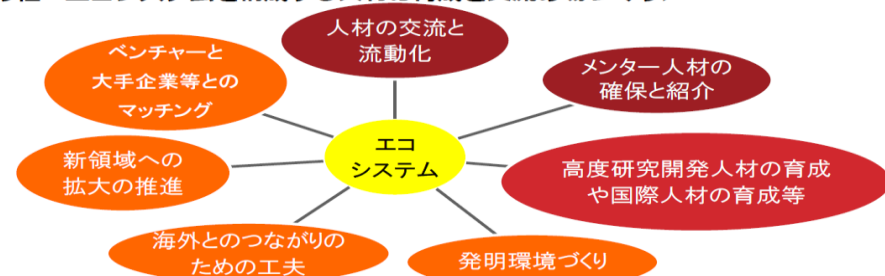 人材の交流と
流動化
ベンチャーと
大手企業等との
マッチング
メンター人材の
確保と紹介
エコ
システム
新領域への
拡大の推進
高度研究開発人材の育成
や国際人材の育成等
海外とのつながりの
ための工夫
発明環境づくり